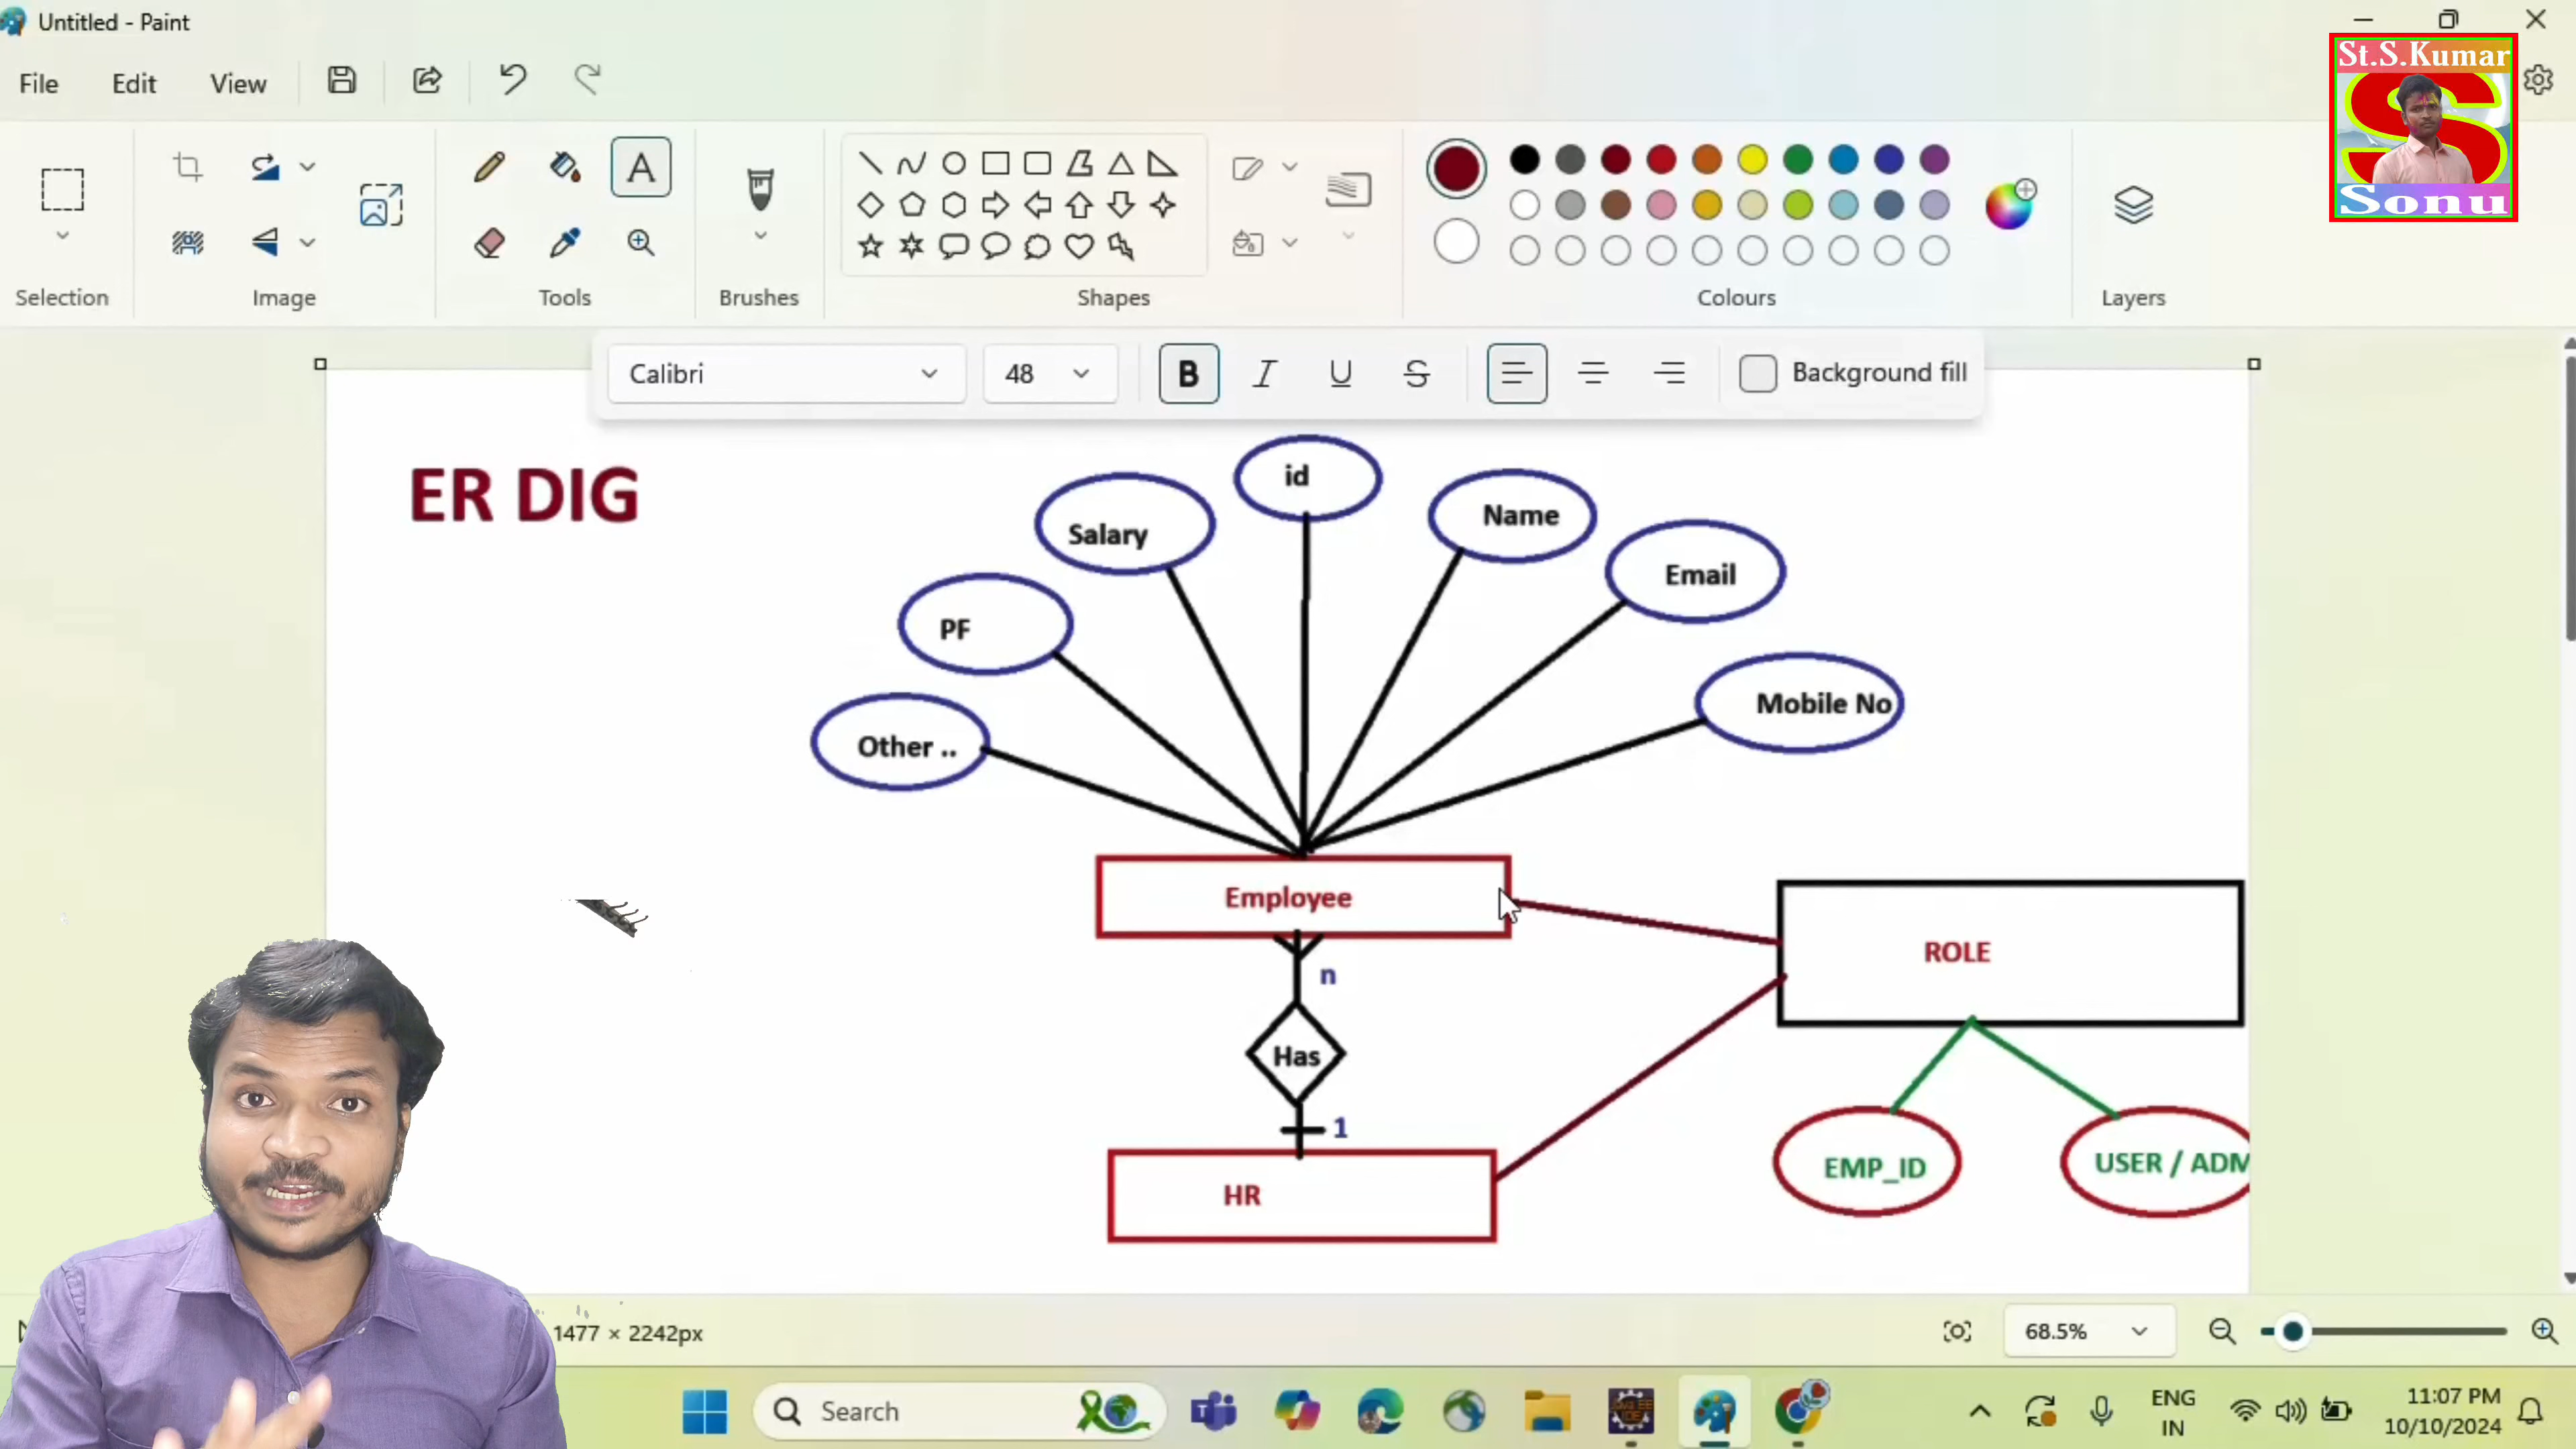 Untitled - Paint
St.S.Kumar
Sonu
File Edit View
A
Selection Image Tools Brushes Shapes Colours Layers
Calibri 48 B I U S Background fill
ER DIG
id
Salary
Name
Email
PF
Mobile No
Other ..
Employee
ROLE
n
Has
1
EMP_ID
USER / ADM
HR
1477 × 2242px
68.5%
Search
ENG
IN
11:07 PM
10/10/2024